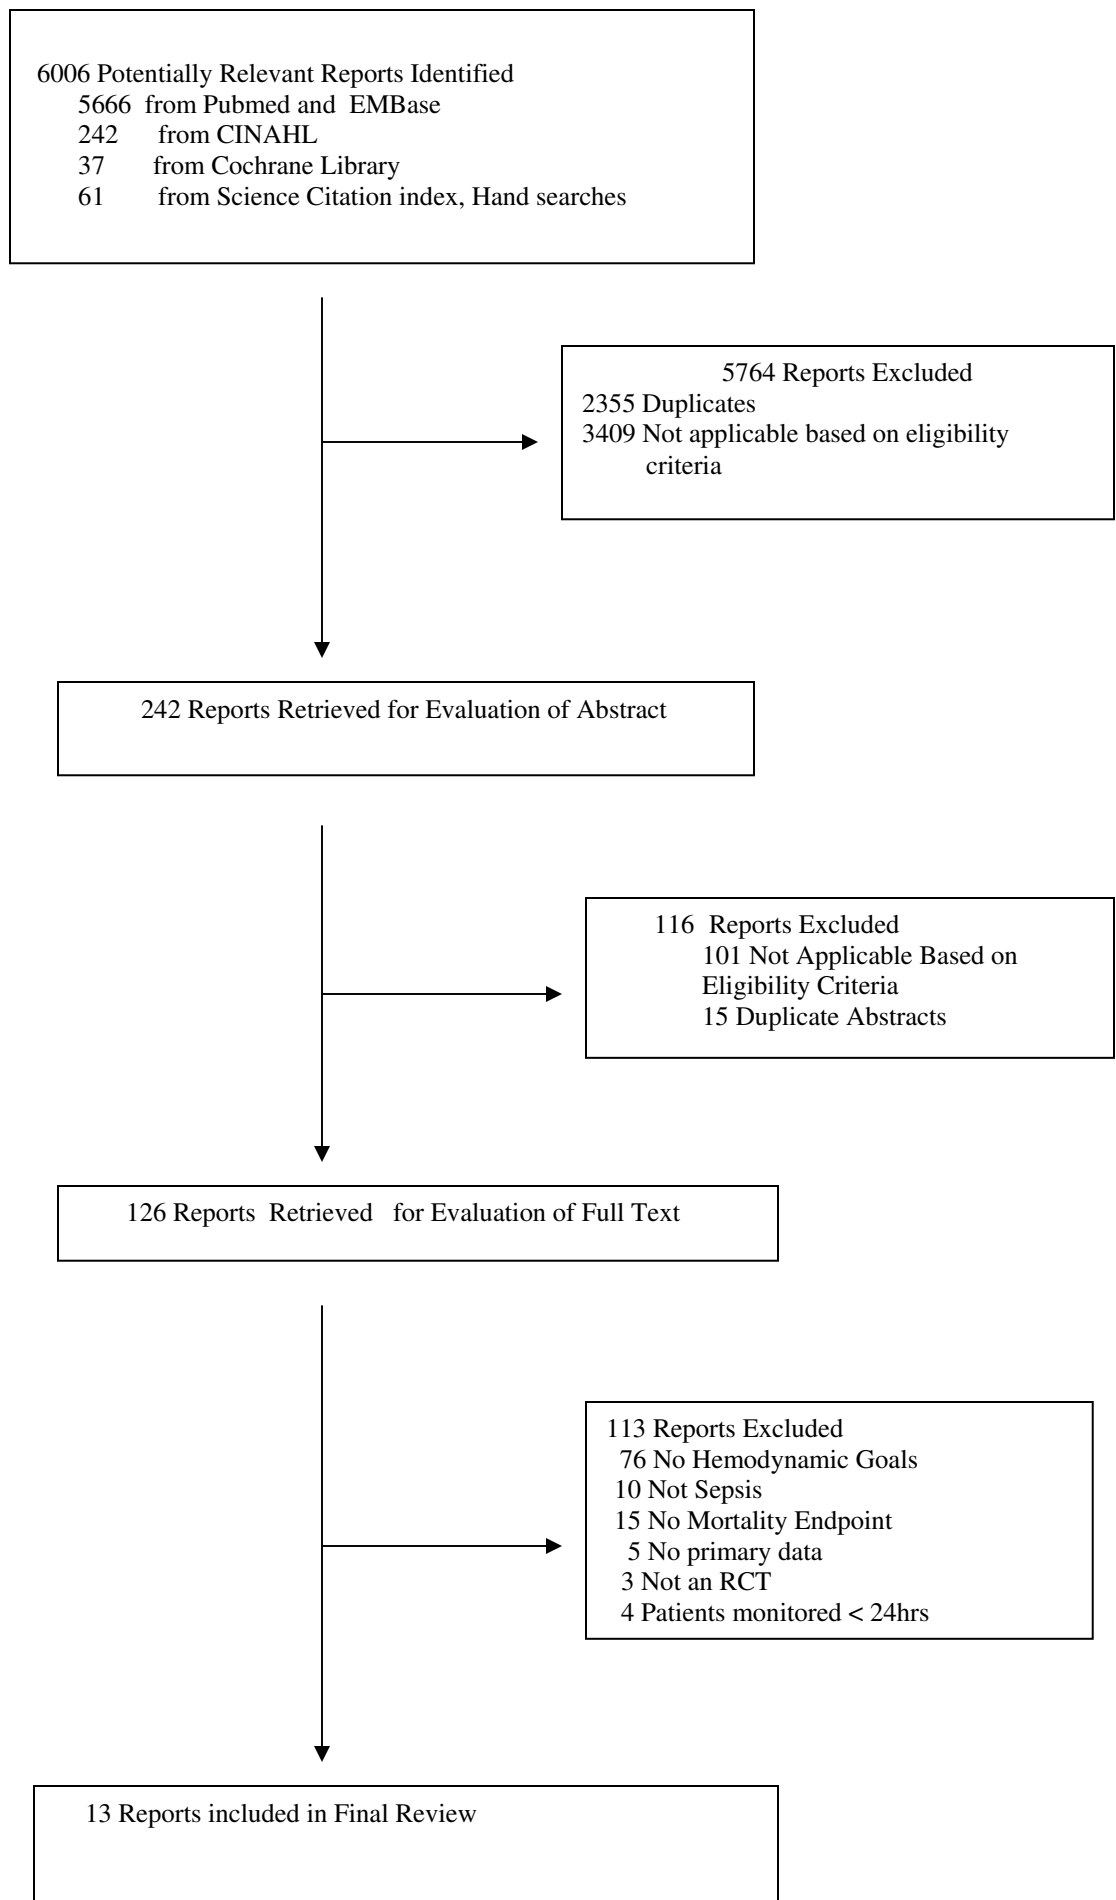 6006 Potentially Relevant Reports Identified
5666 from Pubmed and EMBase
242 from CINAHL
37 from Cochrane Library
61 from Science Citation index, Hand searches
5764 Reports Excluded
2355 Duplicates
3409 Not applicable based on eligibility
criteria
242 Reports Retrieved for Evaluation of Abstract
116 Reports Excluded
101 Not Applicable Based on
Eligibility Criteria
15 Duplicate Abstracts
126 Reports Retrieved for Evaluation of Full Text
113 Reports Excluded
76 No Hemodynamic Goals
10 Not Sepsis
15 No Mortality Endpoint
5 No primary data
3 Not an RCT
4 Patients monitored < 24hrs
13 Reports included in Final Review